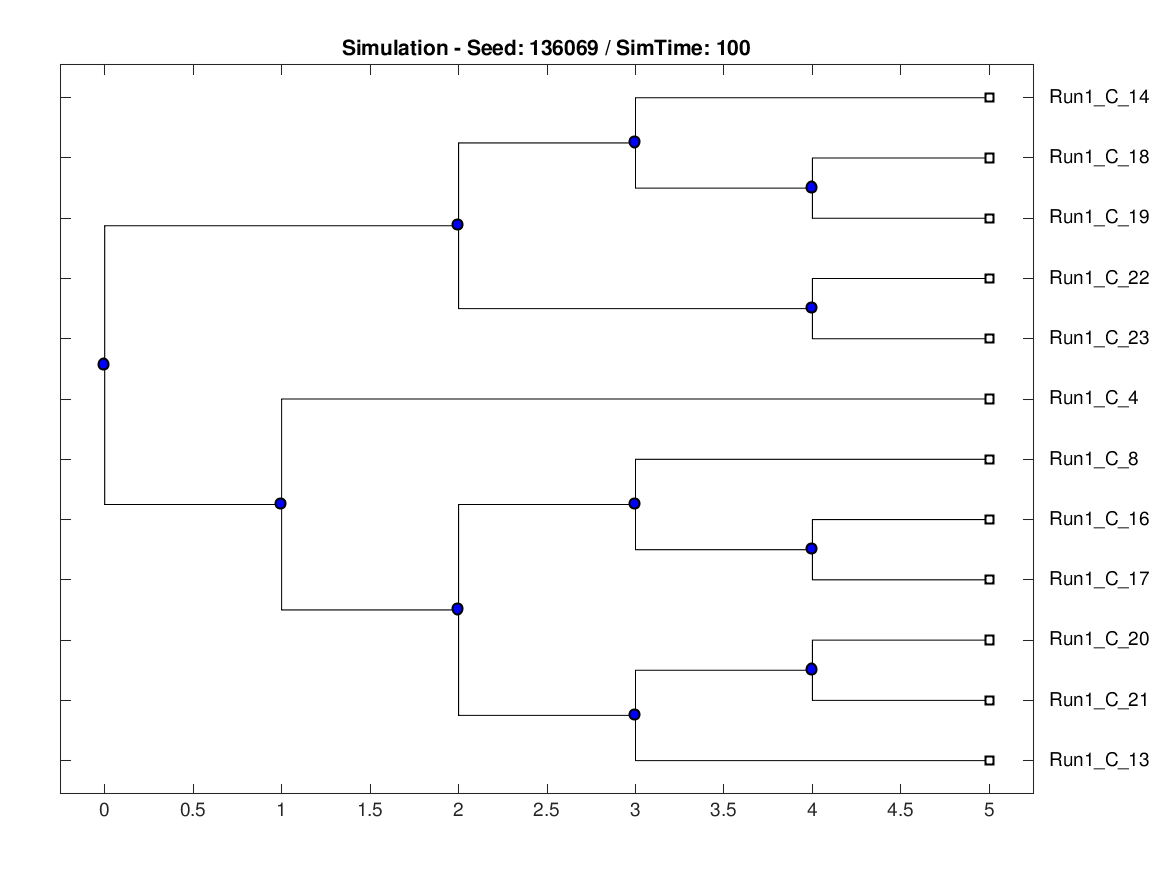 Simulation - Seed: 136069 / SimTime: 100
Run1_C_14
Run1_C_18
Run1_C_19
Run1_C_22
Run1_C_23
Run1_C_4
Run1_C_8
Run1_C_16
Run1_C_17
Run1_C_20
Run1_C_21
Run1_C_13
0 0.5 1 1.5 2 2.5 3 3.5 4 4.5 5